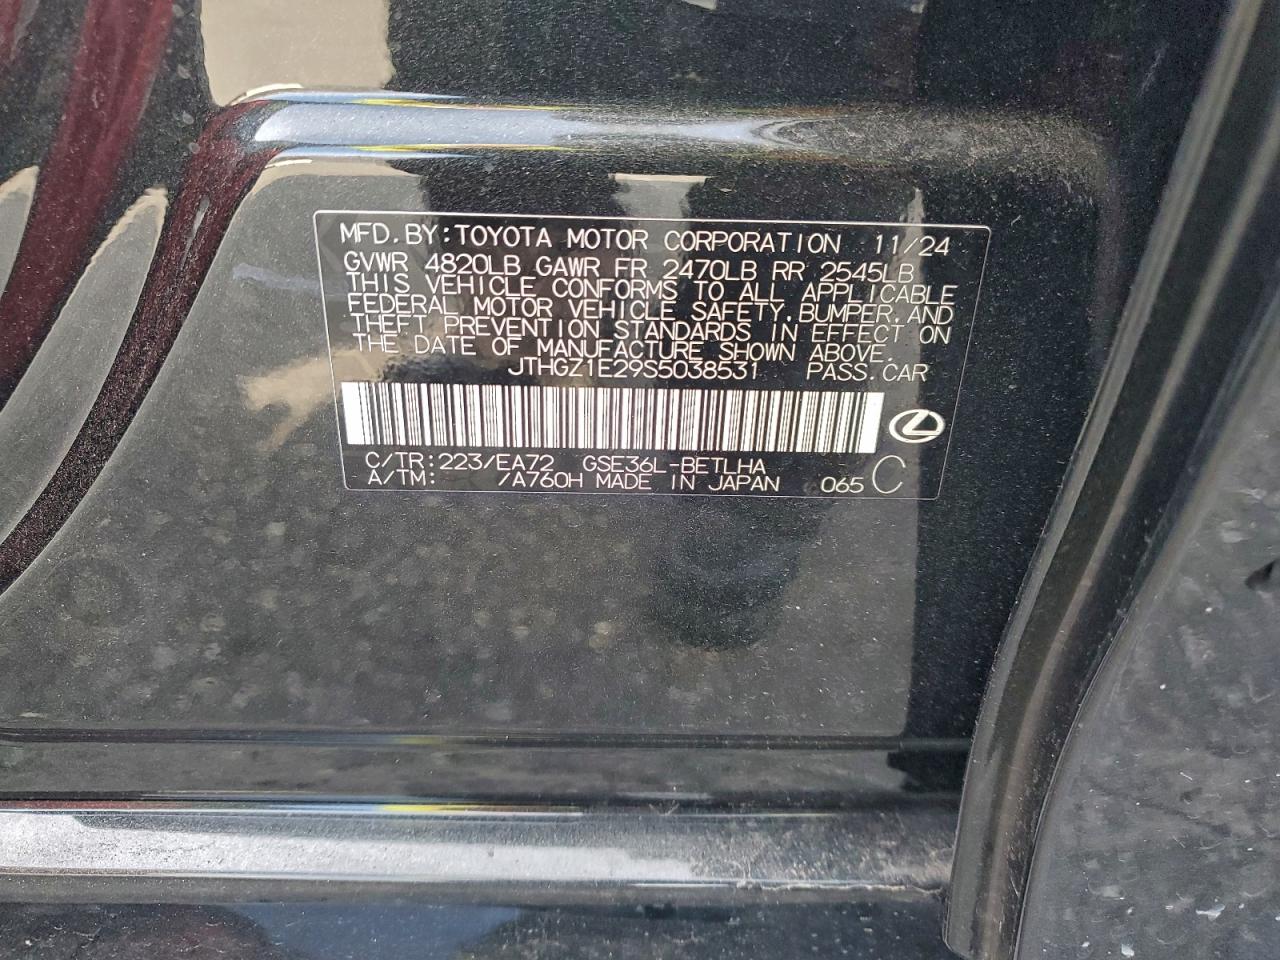 MFD. BY: TOYOTA MOTOR CORPORATION 11/24
GVWR 4820LB GAWR FR 2470LB RR 2545LB
THIS VEHICLE CONFORMS TO ALL APPLICABLE
FEDERAL MOTOR VEHICLE SAFETY, BUMPER, AND
THEFT PREVENTION STANDARDS IN EFFECT ON
THE DATE OF MANUFACTURE SHOWN ABOVE.
JTHGZ1E29S5038531 PASS. CAR
C/TR: 223/EA72 GSE36L-BETLHA
A/TM: /A760H MADE IN JAPAN 065 C